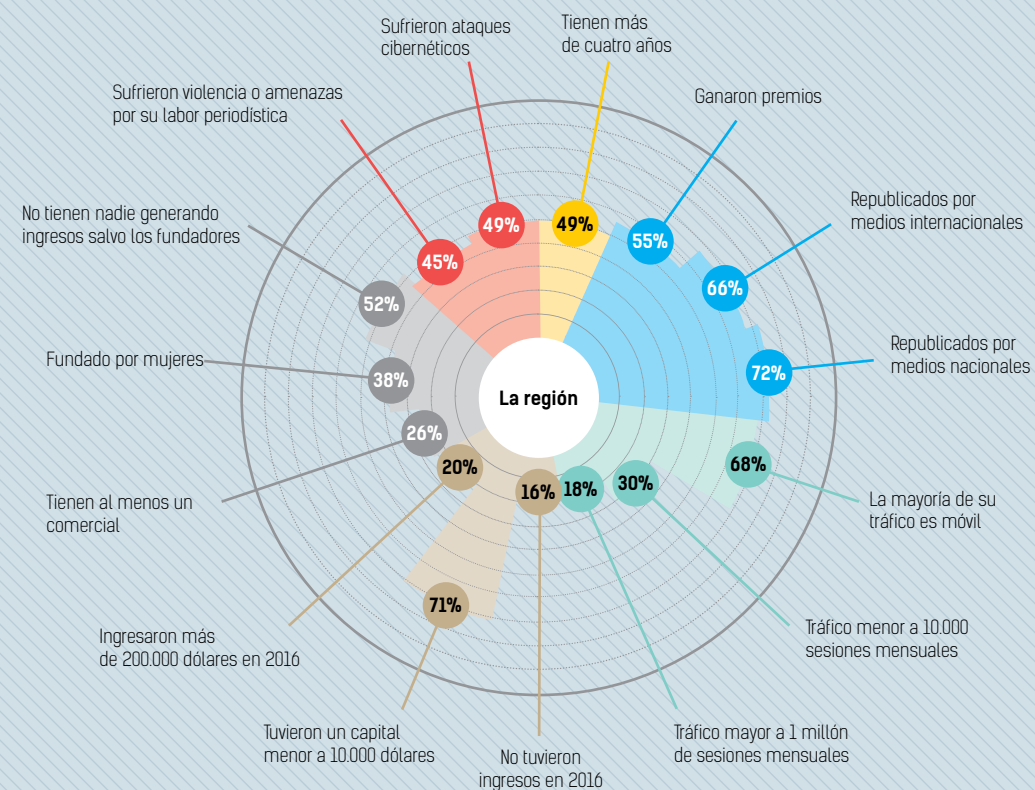 Sufrieron ataques
cibernéticos
Tienen más
de cuatro años
Sufrieron violencia o amenazas
por su labor periodística
Ganaron premios
No tienen nadie generando
ingresos salvo los fundadores
Republicados por
medios internacionales
49%
49%
55%
45%
66%
52%
Fundado por mujeres
38%
La región
72%
Republicados por
medios nacionales
26%
20%
16%
18%
30%
68%
Tienen al menos un
comercial
La mayoría de su
tráfico es móvil
71%
Ingresaron más
de 200.000 dólares en 2016
Tráfico menor a 10.000
sesiones mensuales
Tuvieron un capital
menor a 10.000 dólares
No tuvieron
ingresos en 2016
Tráfico mayor a 1 millón
de sesiones mensuales